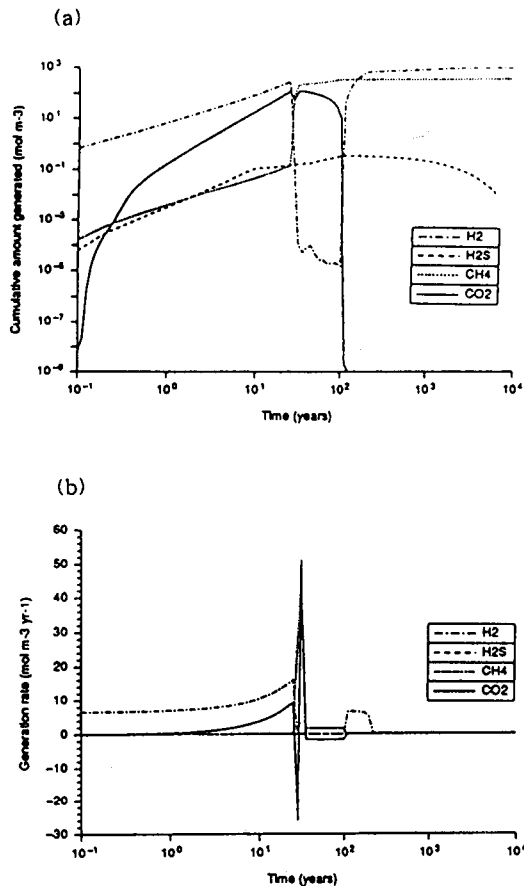 (a)
Cumulative amount generated (mol m-3)
10³
10¹
10⁻¹
10⁻³
10⁻⁵
10⁻⁷
10⁻⁹
10⁻¹
10⁰
10¹
10²
10³
10⁴
Time (years)
H2
H2S
CH4
CO2
(b)
Generation rate (mol m-3 yr-1)
60
50
40
30
20
10
0
-10
-20
-30
10⁻¹
10⁰
10¹
10²
10³
10⁴
Time (years)
H2
H2S
CH4
CO2